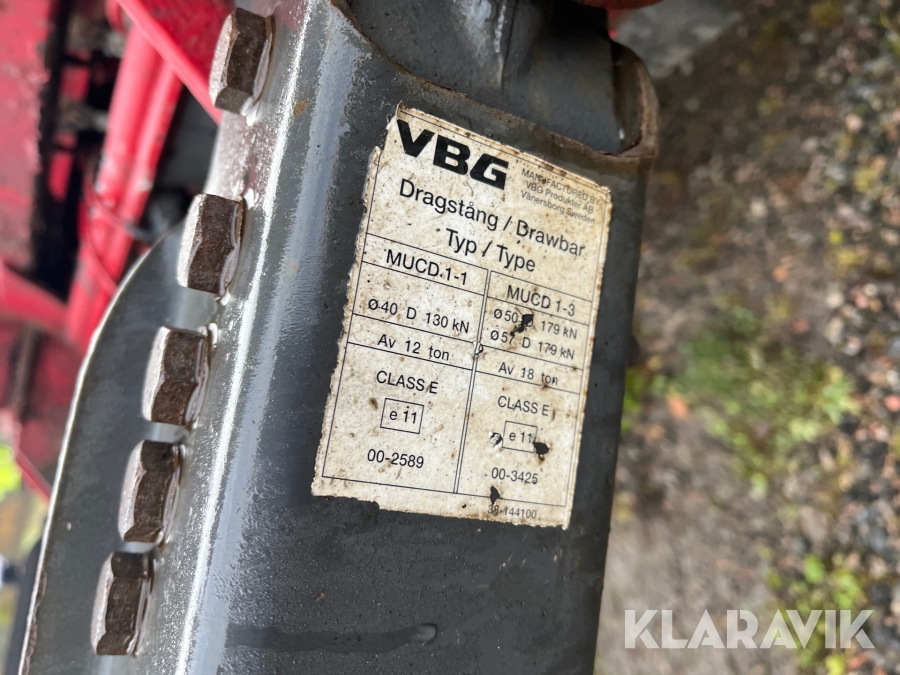 VBG
MANUFACTURED BY
VBG Produkter AB
Vänersborg Sweden
Dragstång / Drawbar
Typ / Type
MUCD.1-1
ø40 D 130 kN
Av 12 ton
CLASS E
e 11
00-2589
MUCD 1-3
ø50 D 179 kN
ø57 D 179 kN
Av 18 ton
CLASS E
e 11
00-3425
38-144100
KLARAVIK